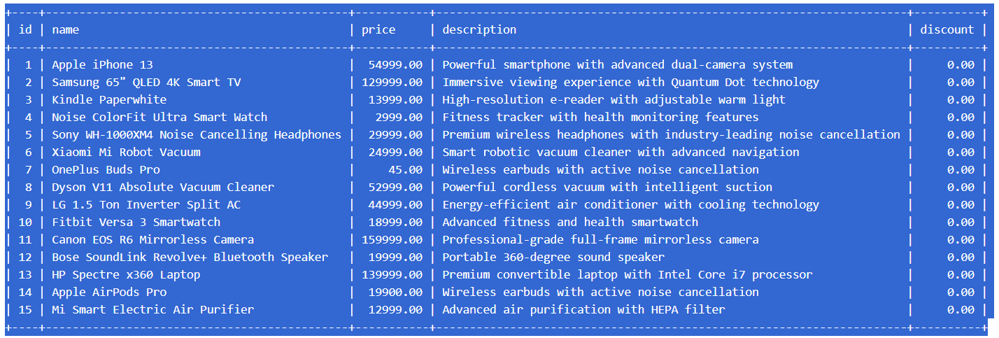 +----+----------------------------------------------+-----------+-----------------------------------------------------------------------+----------+
| id | name                                         | price     | description                                                           | discount |
+----+----------------------------------------------+-----------+-----------------------------------------------------------------------+----------+
|  1 | Apple iPhone 13                              |  54999.00 | Powerful smartphone with advanced dual-camera system                  |     0.00 |
|  2 | Samsung 65" QLED 4K Smart TV                 | 129999.00 | Immersive viewing experience with Quantum Dot technology              |     0.00 |
|  3 | Kindle Paperwhite                            |  13999.00 | High-resolution e-reader with adjustable warm light                   |     0.00 |
|  4 | Noise ColorFit Ultra Smart Watch             |   2999.00 | Fitness tracker with health monitoring features                       |     0.00 |
|  5 | Sony WH-1000XM4 Noise Cancelling Headphones  |  29999.00 | Premium wireless headphones with industry-leading noise cancellation  |     0.00 |
|  6 | Xiaomi Mi Robot Vacuum                       |  24999.00 | Smart robotic vacuum cleaner with advanced navigation                 |     0.00 |
|  7 | OnePlus Buds Pro                             |     45.00 | Wireless earbuds with active noise cancellation                       |     0.00 |
|  8 | Dyson V11 Absolute Vacuum Cleaner            |  52999.00 | Powerful cordless vacuum with intelligent suction                     |     0.00 |
|  9 | LG 1.5 Ton Inverter Split AC                 |  44999.00 | Energy-efficient air conditioner with cooling technology              |     0.00 |
| 10 | Fitbit Versa 3 Smartwatch                    |  18999.00 | Advanced fitness and health smartwatch                                |     0.00 |
| 11 | Canon EOS R6 Mirrorless Camera               | 159999.00 | Professional-grade full-frame mirrorless camera                       |     0.00 |
| 12 | Bose SoundLink Revolve+ Bluetooth Speaker    |  19999.00 | Portable 360-degree sound speaker                                     |     0.00 |
| 13 | HP Spectre x360 Laptop                       | 139999.00 | Premium convertible laptop with Intel Core i7 processor               |     0.00 |
| 14 | Apple AirPods Pro                            |  19900.00 | Wireless earbuds with active noise cancellation                       |     0.00 |
| 15 | Mi Smart Electric Air Purifier               |  12999.00 | Advanced air purification with HEPA filter                            |     0.00 |
+----+----------------------------------------------+-----------+-----------------------------------------------------------------------+----------+